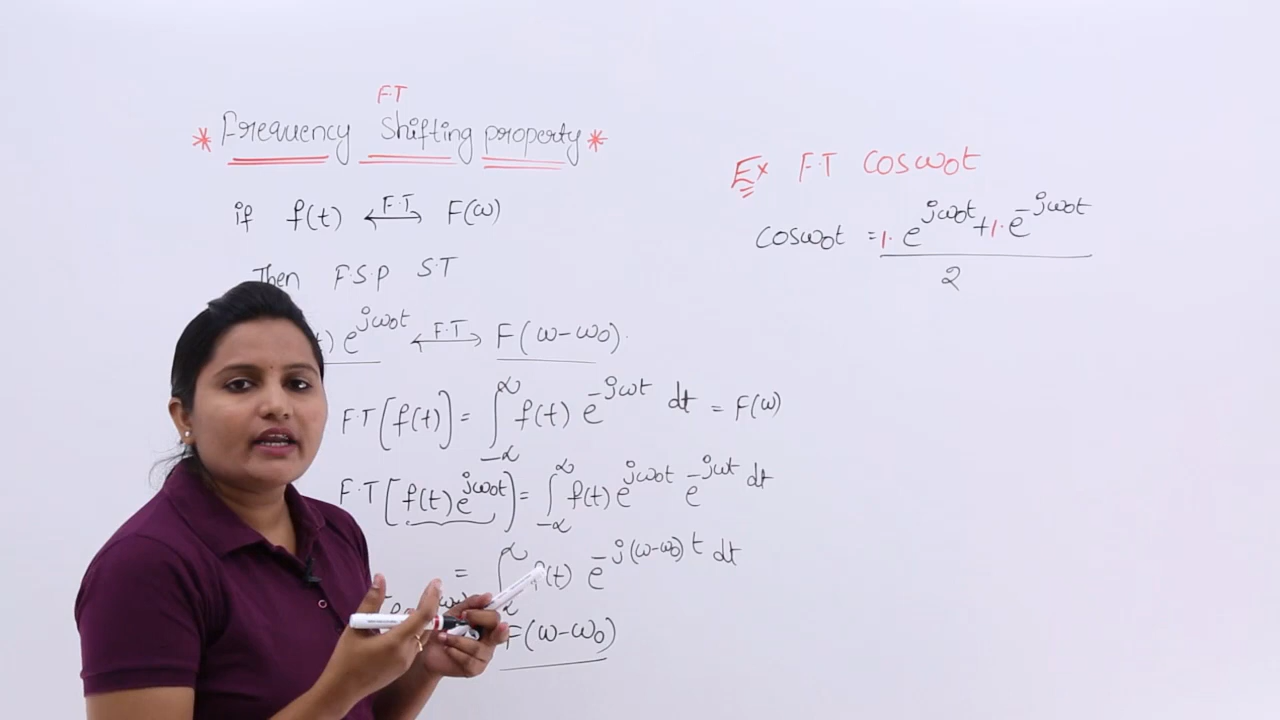 F.T
* Frequency Shifting property *
if f(t) ←F.T→ F(ω)
Then F.S.P S.T
) e^{jω₀t} ←F.T→ F(ω-ω₀).
F.T[f(t)] = ∫_{-∞}^{∞} f(t) e^{-jωt} dt = F(ω)
F.T[f(t)e^{jω₀t}] = ∫_{-∞}^{∞} f(t) e^{jω₀t} e^{-jωt} dt
= ∫^{∞} f(t) e^{-j(ω-ω₀)t} dt
F(ω-ω₀)
Ex F.T cosω₀t
cosω₀t = 1. e^{jω₀t} + 1. e^{-jω₀t}
2